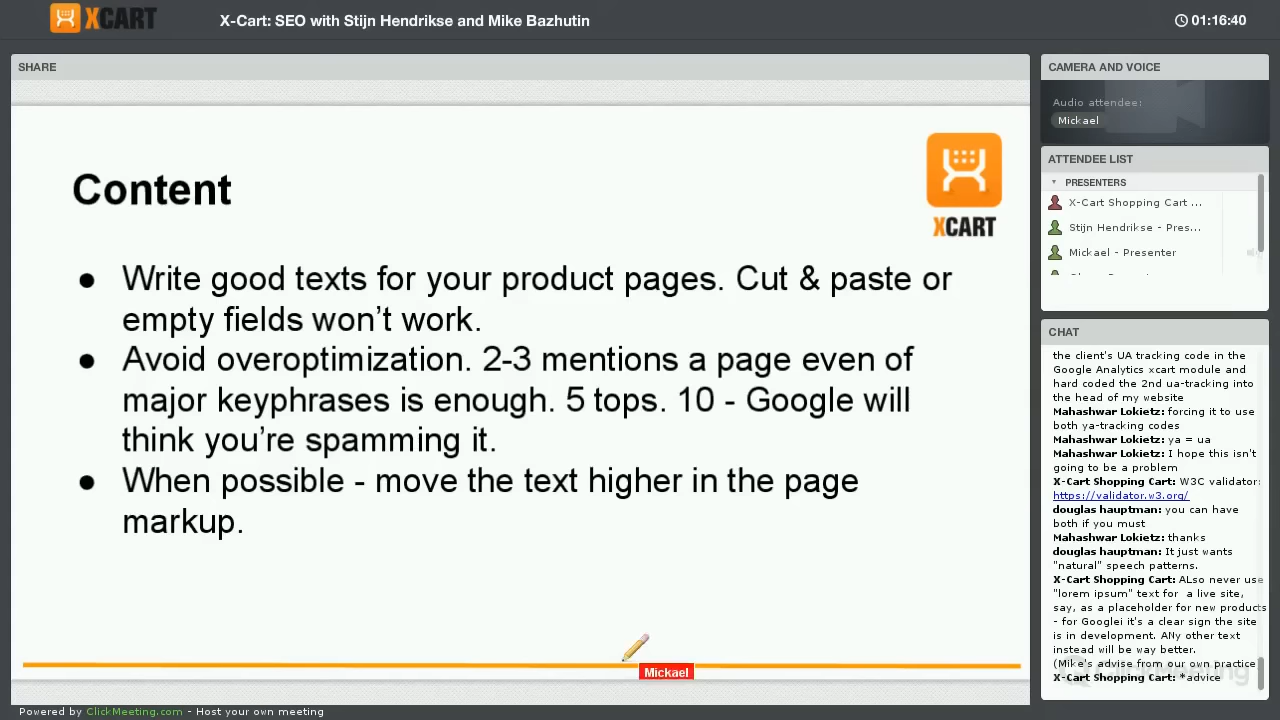 XCART
X-Cart: SEO with Stijn Hendrikse and Mike Bazhutin
01:16:40
SHARE
Content
XCART
● Write good texts for your product pages. Cut & paste or
empty fields won’t work.
● Avoid overoptimization. 2-3 mentions a page even of
major keyphrases is enough. 5 tops. 10 - Google will
think you’re spamming it.
● When possible - move the text higher in the page
markup.
Mickael
CAMERA AND VOICE
Audio attendee:
Mickael
ATTENDEE LIST
PRESENTERS
X-Cart Shopping Cart ...
Stijn Hendrikse - Pres...
Mickael - Presenter
CHAT
the client's UA tracking code in the
Google Analytics xcart module and
hard coded the 2nd ua-tracking into
the head of my website
Mahashwar Lokietz: forcing it to use
both ya-tracking codes
Mahashwar Lokietz: ya = ua
Mahashwar Lokietz: I hope this isn't
going to be a problem
X-Cart Shopping Cart: W3C validator:
https://validator.w3.org/
douglas hauptman: you can have
both if you must
Mahashwar Lokietz: thanks
douglas hauptman: It just wants
"natural" speech patterns.
X-Cart Shopping Cart: ALso never use
"lorem ipsum" text for a live site,
say, as a placeholder for new products
- for Googlei it's a clear sign the site
is in development. ANy other text
instead will be way better.
(Mike's advise from our own practice
X-Cart Shopping Cart: *advice
Powered by ClickMeeting.com - Host your own meeting